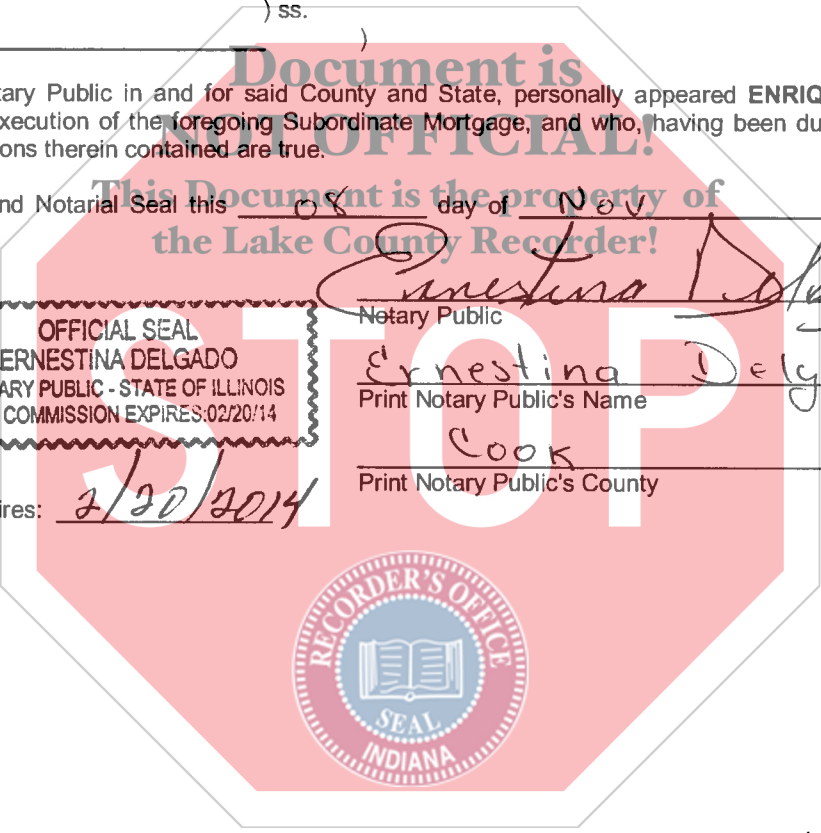 ) ss.
)
Document is
tary Public in and for said County and State, personally appeared ENRIQ
xecution of the foregoing Subordinate Mortgage, and who, having been du
NOT OFFICIAL!
ons therein contained are true.
This Document is the property of
nd Notarial Seal this 08 day of Nov
the Lake County Recorder!
Ernestina Del
Notary Public
OFFICIAL SEAL
ERNESTINA DELGADO
ARY PUBLIC - STATE OF ILLINOIS
COMMISSION EXPIRES:02/20/14
Ernestina Delg
Print Notary Public's Name
Cook
Print Notary Public's County
ires: 2/20/2014
STOP
RECORDER'S OFFICE
SEAL
INDIANA